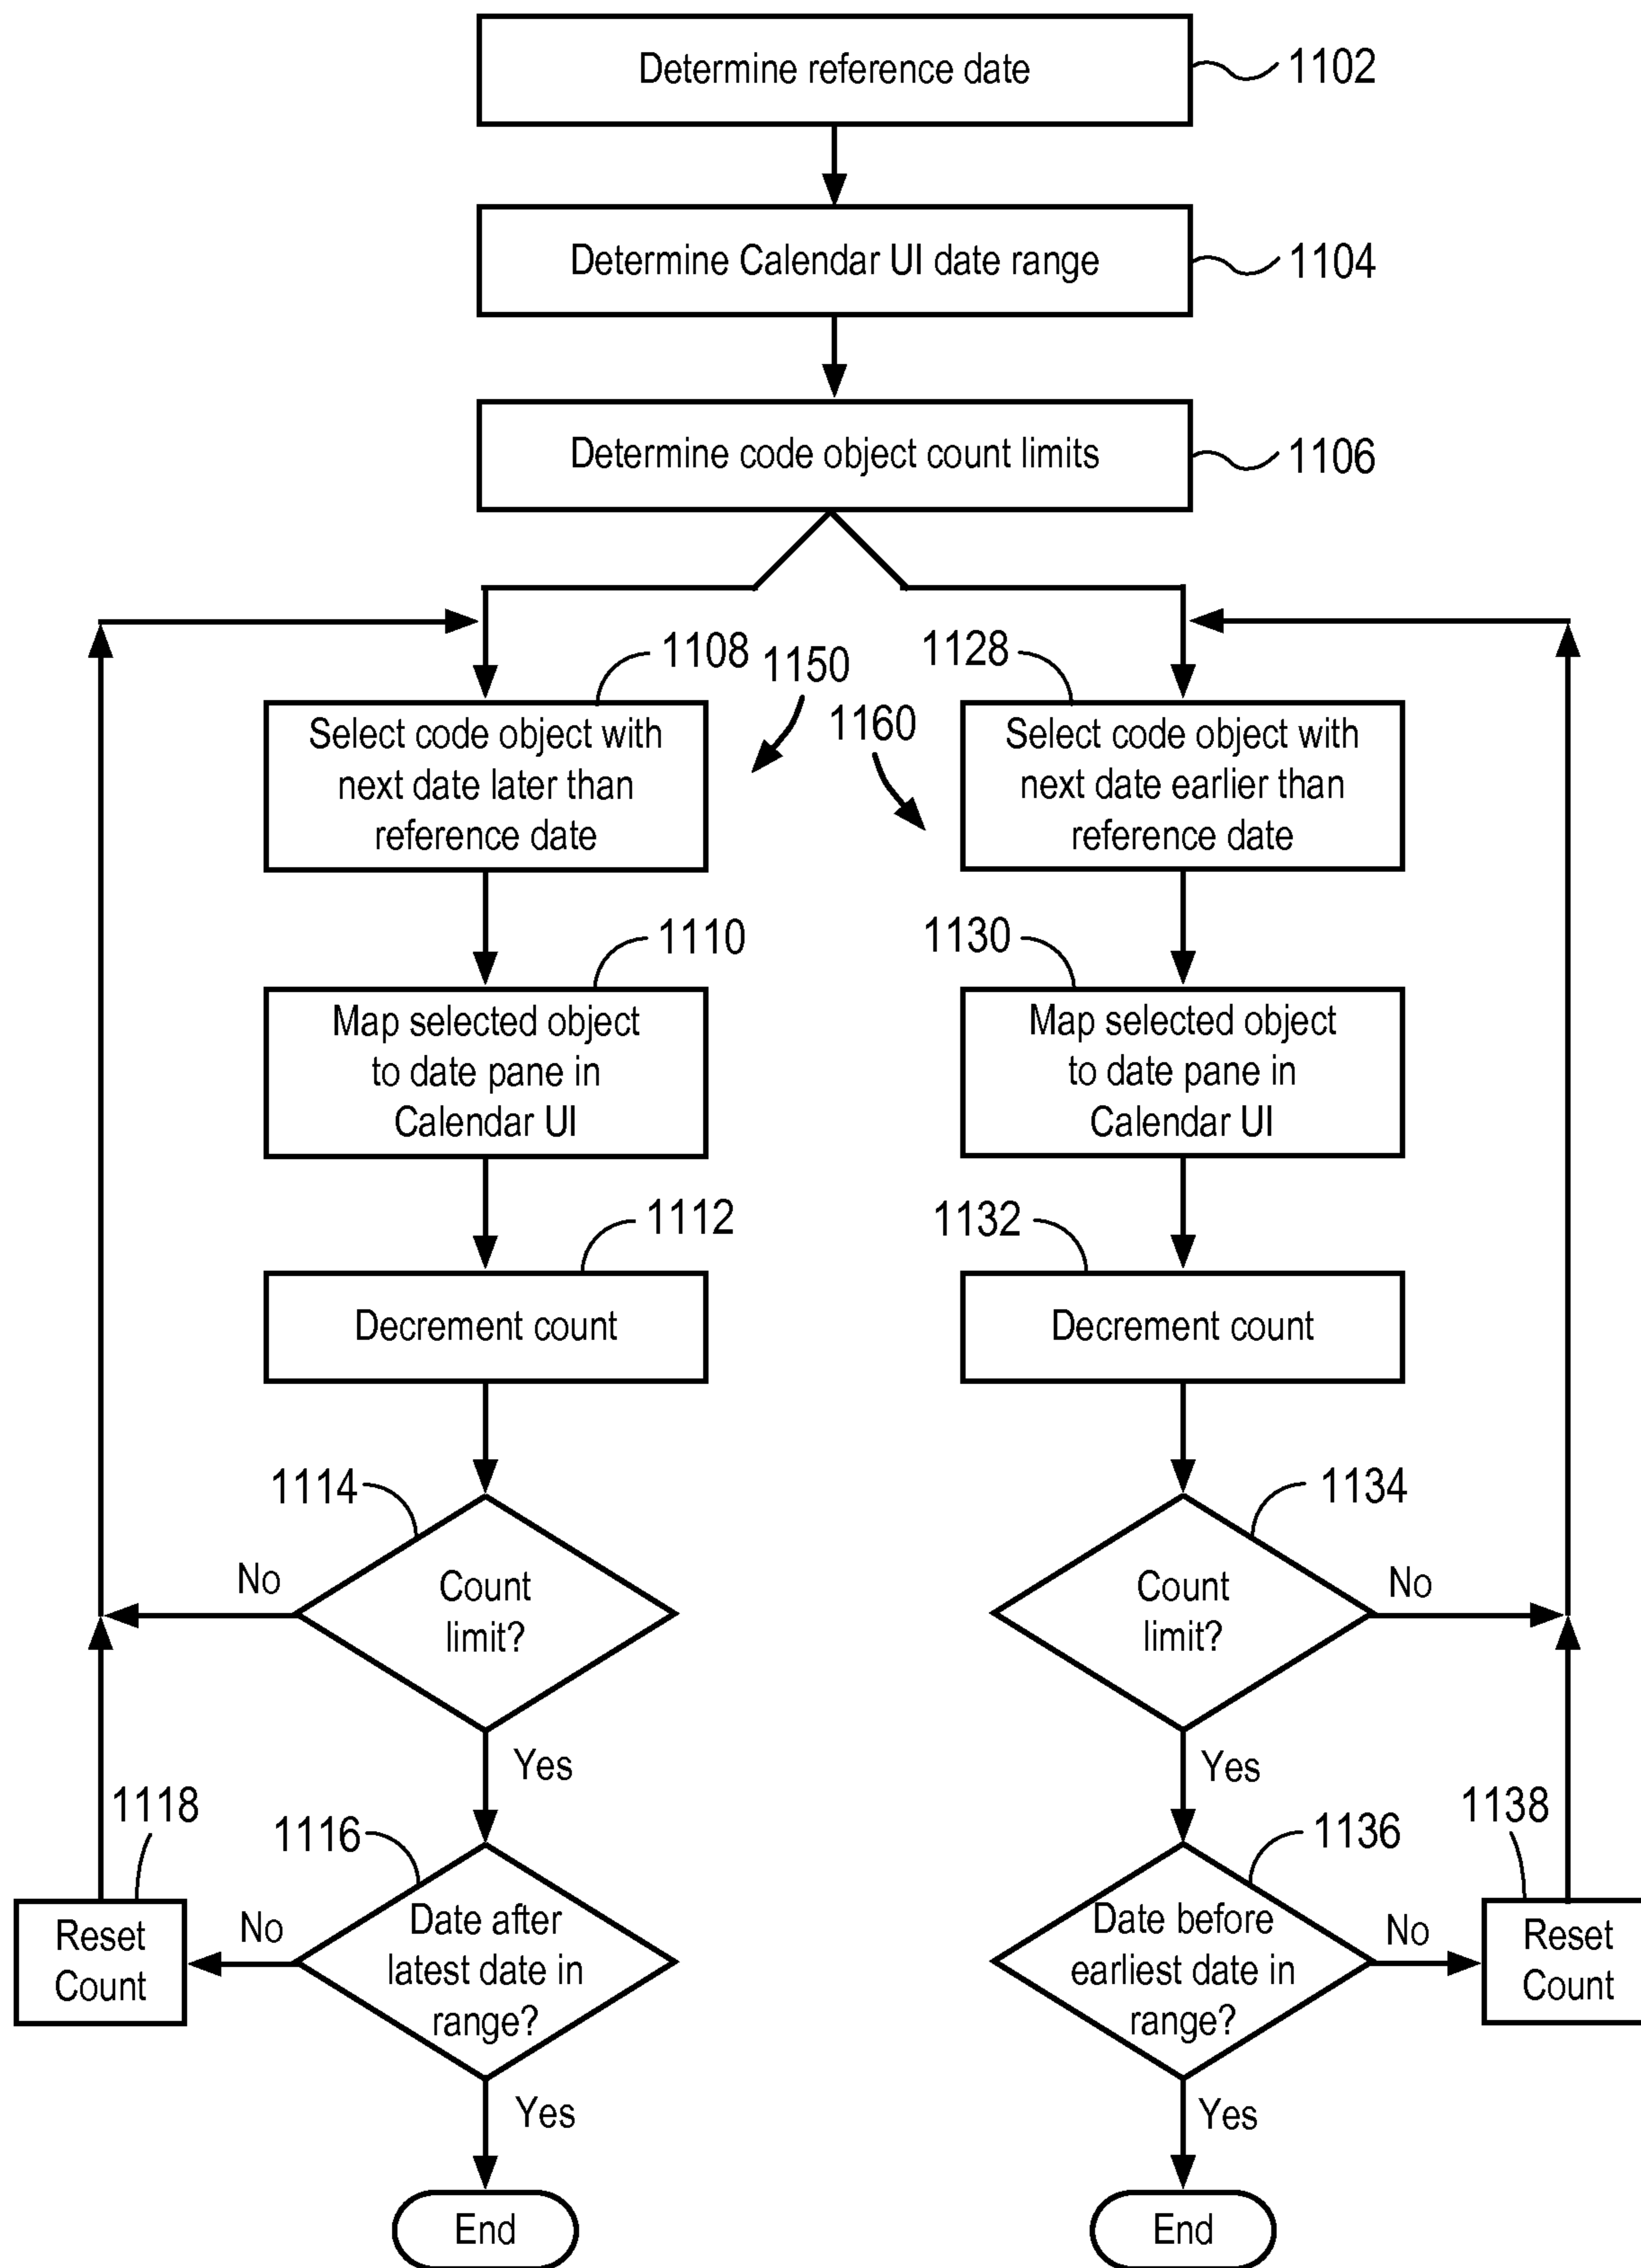 Determine reference date
1102
Determine Calendar UI date range
1104
Determine code object count limits
1106
1108
1150
1128
1160
Select code object with
next date later than
reference date
Select code object with
next date earlier than
reference date
1110
1130
Map selected object
to date pane in
Calendar UI
Map selected object
to date pane in
Calendar UI
1112
1132
Decrement count
Decrement count
1114
1134
No
Count
limit?
Count
limit?
No
Yes
Yes
1118
1116
1136
1138
Reset
Count
No
Date after
latest date in
range?
Date before
earliest date in
range?
No
Reset
Count
Yes
Yes
End
End